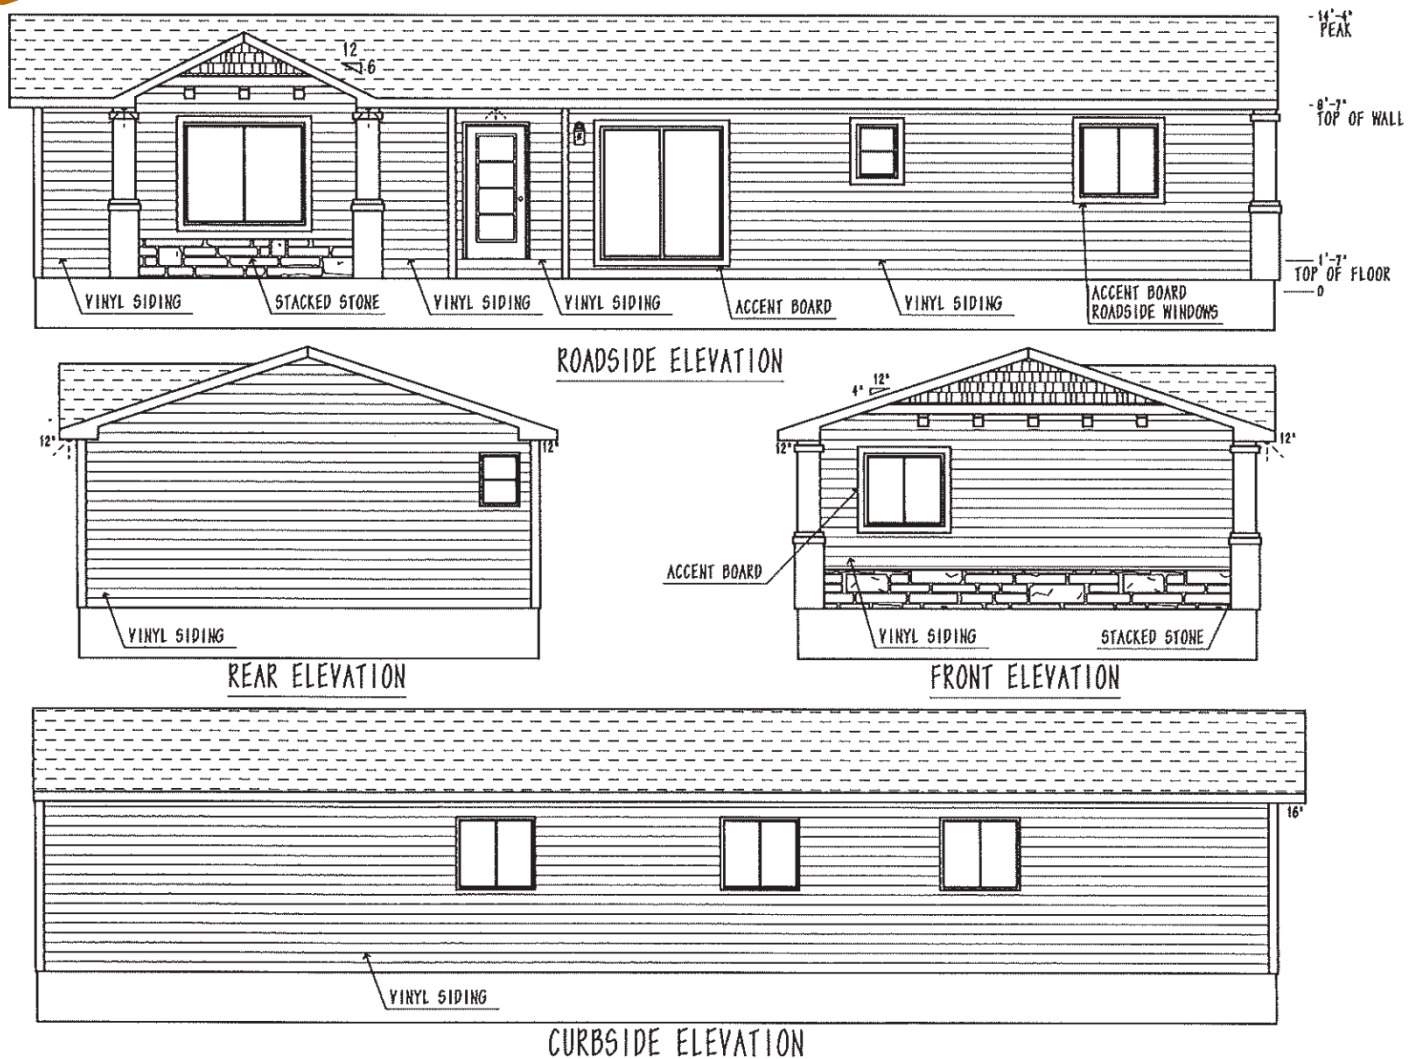 14'-4"
PEAK
12
6
8'-7"
TOP OF WALL
1'-7"
TOP OF FLOOR
0
VINYL SIDING
STACKED STONE
VINYL SIDING
VINYL SIDING
ACCENT BOARD
VINYL SIDING
ACCENT BOARD
ROADSIDE WINDOWS
ROADSIDE ELEVATION
12"
12"
VINYL SIDING
REAR ELEVATION
12"
4"
12"
12"
ACCENT BOARD
VINYL SIDING
STACKED STONE
FRONT ELEVATION
16"
VINYL SIDING
CURBSIDE ELEVATION